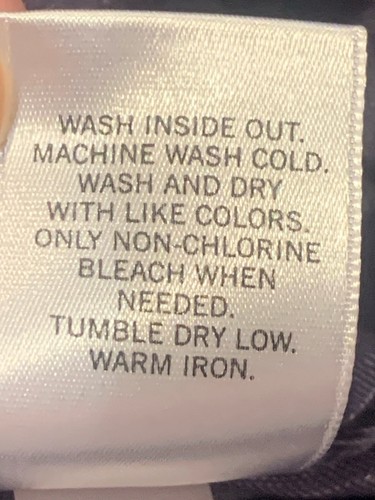 WASH INSIDE OUT.
MACHINE WASH COLD.
WASH AND DRY
WITH LIKE COLORS.
ONLY NON-CHLORINE
BLEACH WHEN
NEEDED.
TUMBLE DRY LOW.
WARM IRON.